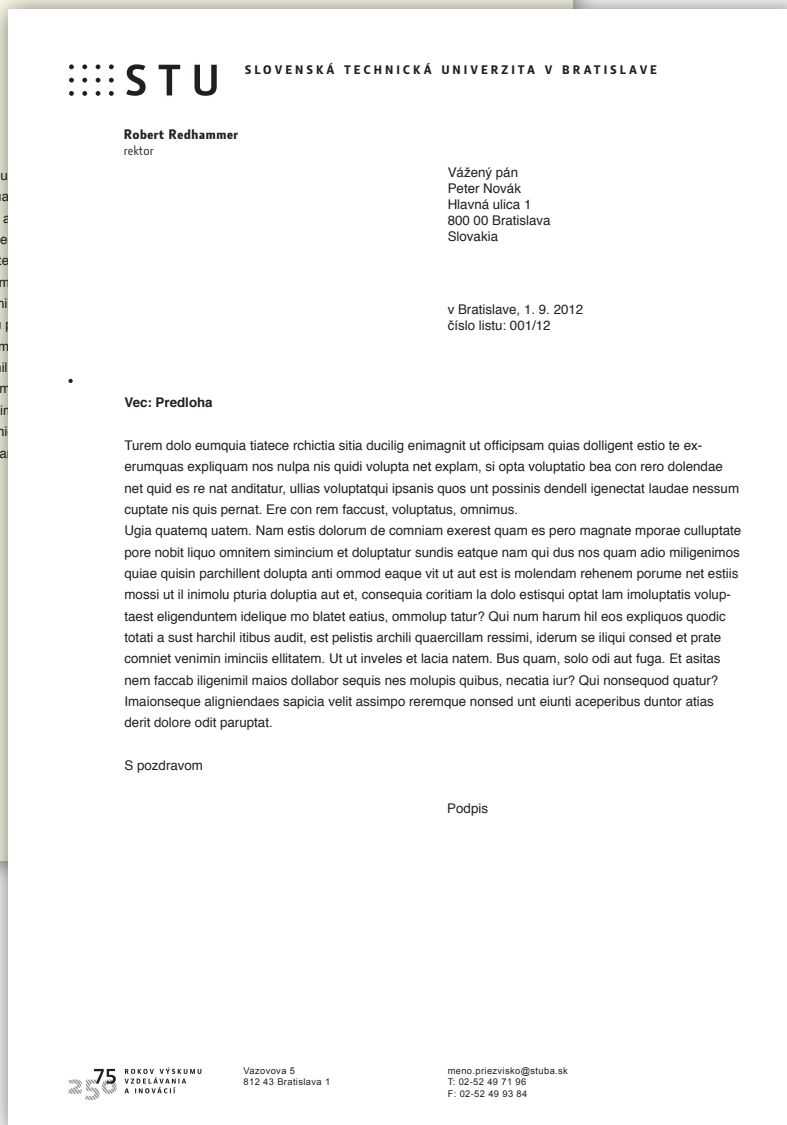 STU
SLOVENSKÁ TECHNICKÁ UNIVERZITA V BRATISLAVE
Robert Redhammer
rektor
Vážený pán
Peter Novák
Hlavná ulica 1
800 00 Bratislava
Slovakia
v Bratislave, 1. 9. 2012
číslo listu: 001/12
Vec: Predloha
Turem dolo eumquia tiatece rchictia sitia ducilig enimagnit ut officipsam quias dolligent estio te ex-
erumquas expliquam nos nulpa nis quidi volupta net explam, si opta voluptatio bea con rero dolendae
net quid es re nat anditatur, ullias voluptatqui ipsanis quos unt possinis dendell igenectat laudae nessum
cuptate nis quis pernat. Ere con rem faccust, voluptatus, omnimus.
Ugia quatemq uatem. Nam estis dolorum de comniam exerest quam es pero magnate mporae culluptate
pore nobit liquo omnitem simincium et doluptatur sundis eatque nam qui dus nos quam adio miligenimos
quiae quisin parchillent dolupta anti ommod eaque vit ut aut est is molendam rehenem porume net estiis
mossi ut il inimolu pturia doluptia aut et, consequia coritiam la dolo estisqui optat lam imoluptatis volup-
taest eligenduntem idelique mo blatet eatius, ommolup tatur? Qui num harum hil eos expliquos quodic
totati a sust harchil itibus audit, est pelistis archili quaercillam ressimi, iderum se iliqui consed et prate
comniet venimin iminciis ellitatem. Ut ut inveles et lacia natem. Bus quam, solo odi aut fuga. Et asitas
nem faccab iligenimil maios dollabor sequis nes molupis quibus, necatia iur? Qui nonsequod quatur?
Imaionseque aligniendaes sapicia velit assimpo reremque nonsed unt eiunti aceperibus duntor atias
derit dolore odit paruptat.
S pozdravom
Podpis
250 75
ROKOV VÝSKUMU
VZDELÁVANIA
A INOVÁCIÍ
Vazovova 5
812 43 Bratislava 1
meno.priezvisko@stuba.sk
T: 02-52 49 71 96
F: 02-52 49 93 84